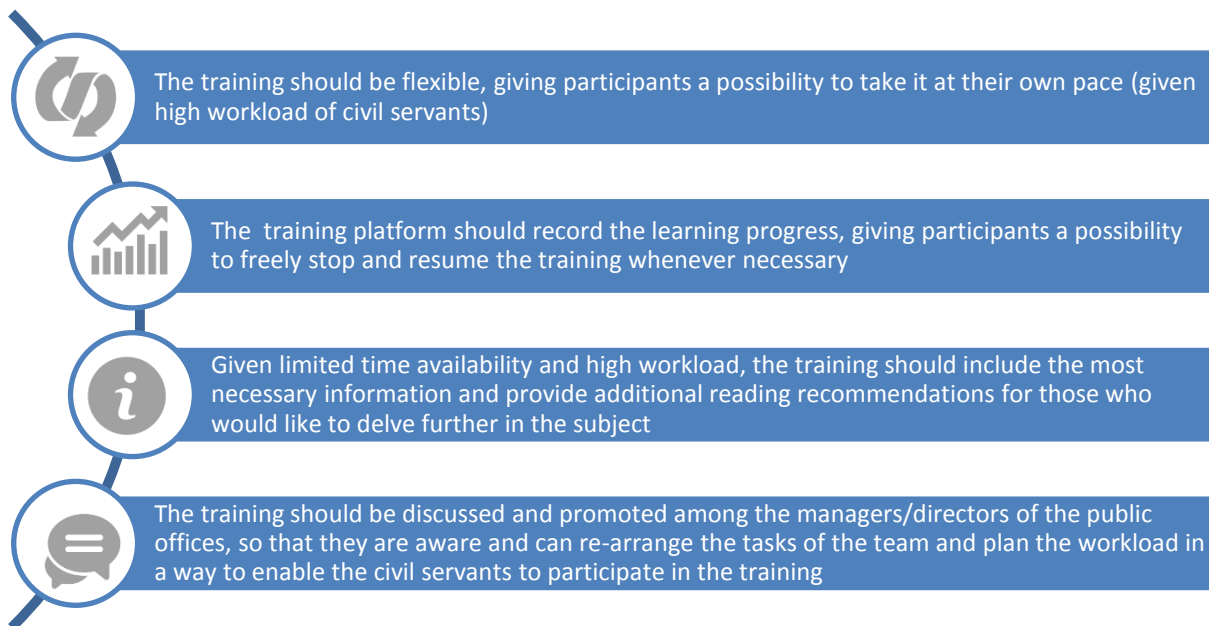 The training should be flexible, giving participants a possibility to take it at their own pace (given
high workload of civil servants)
The training platform should record the learning progress, giving participants a possibility
to freely stop and resume the training whenever necessary
Given limited time availability and high workload, the training should include the most
necessary information and provide additional reading recommendations for those who
would like to delve further in the subject
The training should be discussed and promoted among the managers/directors of the public
offices, so that they are aware and can re-arrange the tasks of the team and plan the workload in
a way to enable the civil servants to participate in the training